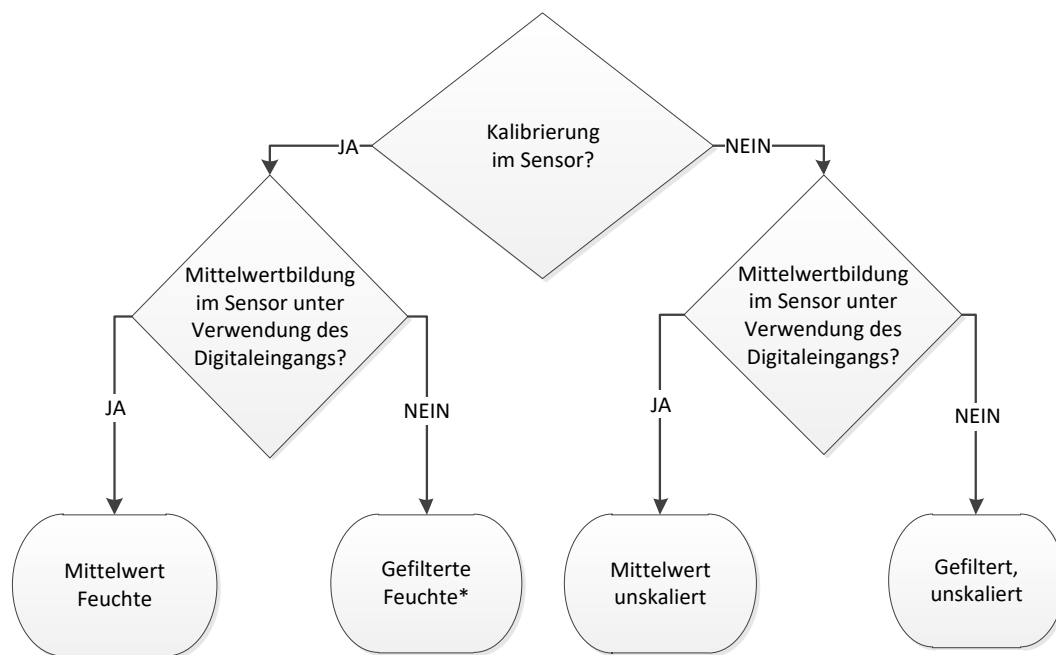 Kalibrierung
im Sensor?
JA
NEIN
Mittelwertbildung
im Sensor unter
Verwendung des
Digitaleingangs?
Mittelwertbildung
im Sensor unter
Verwendung des
Digitaleingangs?
JA
NEIN
JA
NEIN
Mittelwert
Feuchte
Gefilterte
Feuchte*
Mittelwert
unskaliert
Gefiltert,
unskaliert